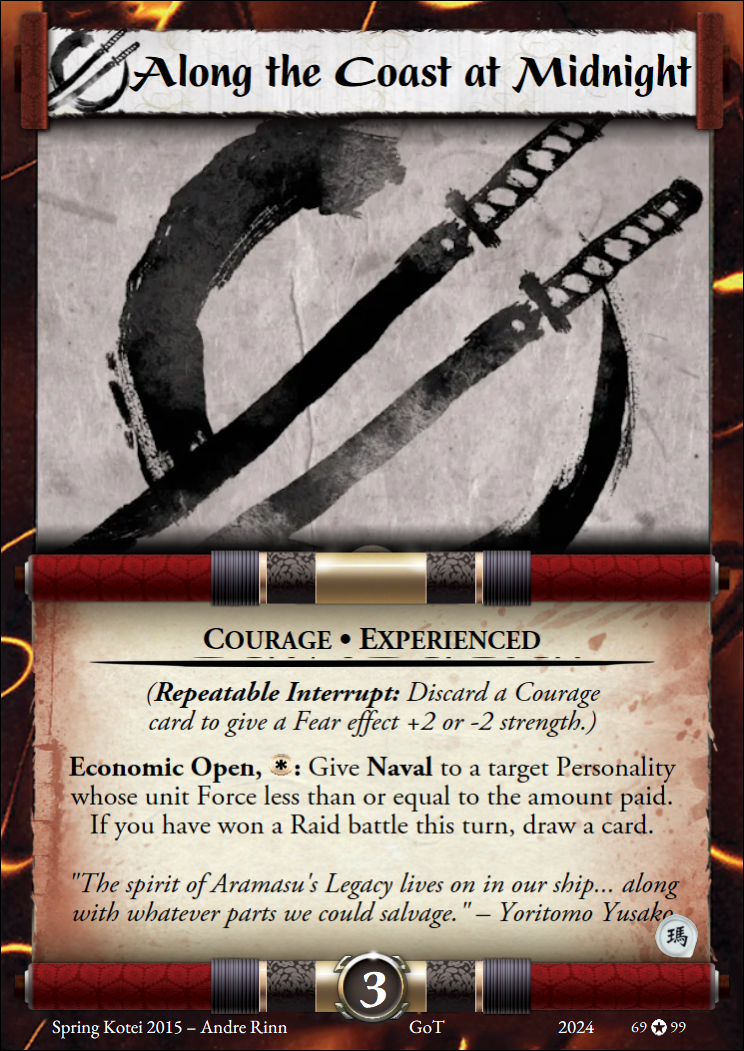 Along the Coast at Midnight
Courage • Experienced
(Repeatable Interrupt: Discard a Courage
card to give a Fear effect +2 or -2 strength.)
Economic Open, *: Give Naval to a target Personality
whose unit Force less than or equal to the amount paid.
If you have won a Raid battle this turn, draw a card.
"The spirit of Aramasu's Legacy lives on in our ship... along
with whatever parts we could salvage." – Yoritomo Yusako
瑪
3
Spring Kotei 2015 – Andre Rinn GoT 2024 69 ✪ 99